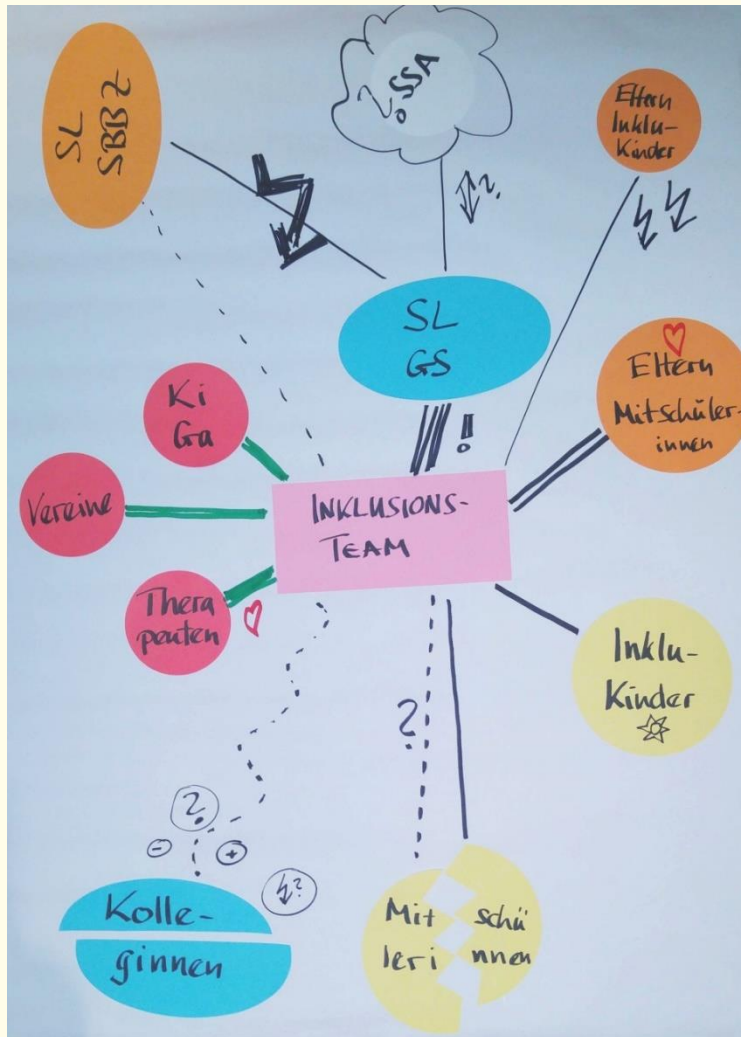 SL
SBBZ
?
SSA
Eltern
Inklu-
Kinder
?
SL
GS
Eltern
Mitschüler-
innen
Ki
Ga
!
Vereine
INKLUSIONS-
TEAM
Thera
peuten
Inklu-
Kinder
?
?
-
+
?
Kolle-
ginnen
Mit schü
leri nnen